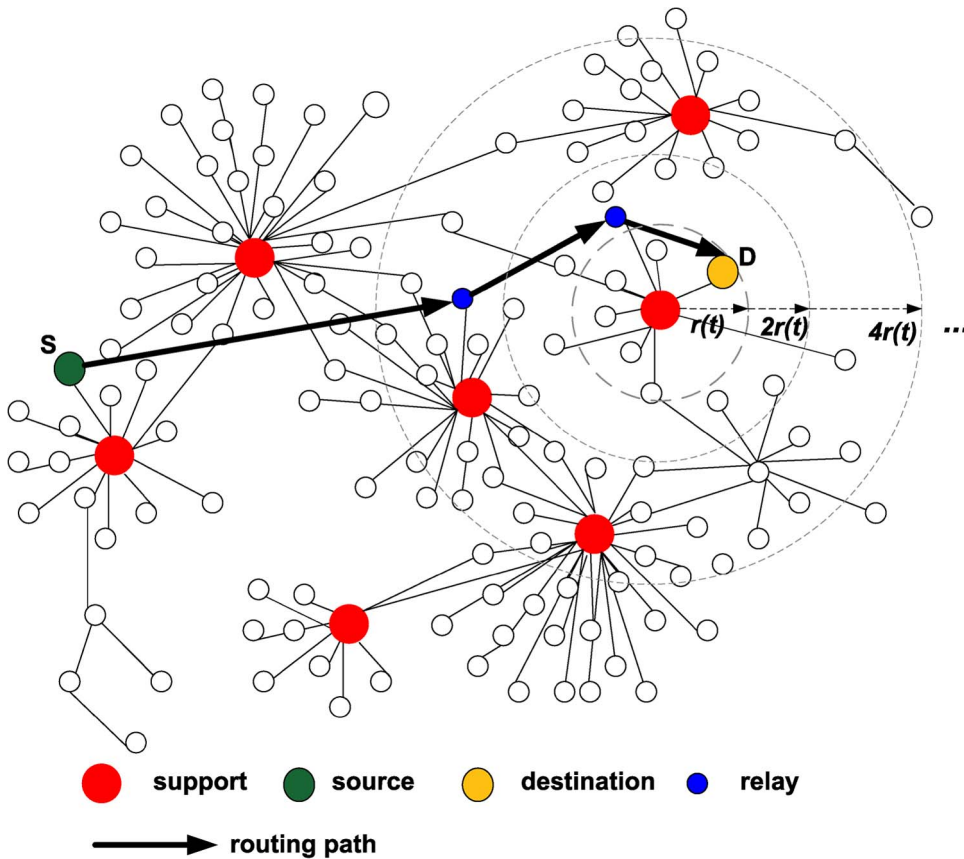 D
r(t)
2r(t)
4r(t)
...
S
support
source
destination
relay
routing path